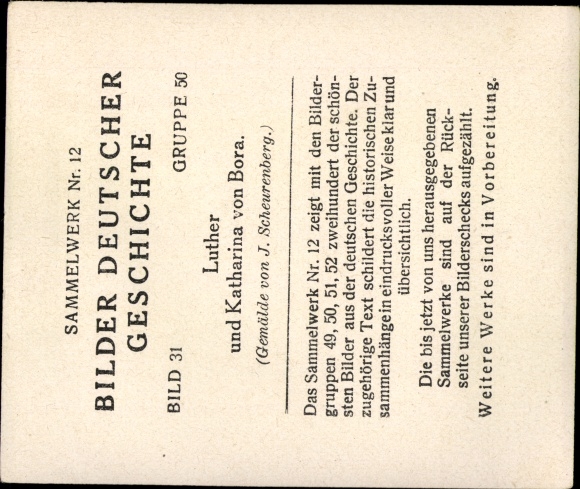 SAMMELWERK Nr. 12
BILDER DEUTSCHER
GESCHICHTE
BILD 31 GRUPPE 50
Luther
und Katharina von Bora.
(Gemälde von J. Scheurenberg.)
Das Sammelwerk Nr. 12 zeigt mit den Bilder-
gruppen 49, 50, 51, 52 zweihundert der schön-
sten Bilder aus der deutschen Geschichte. Der
zugehörige Text schildert die historischen Zu-
sammenhänge in eindrucksvoller Weise klar und
übersichtlich.
Die bis jetzt von uns herausgegebenen
Sammelwerke sind auf der Rück-
seite unserer Bilderschecks aufgezählt.
Weitere Werke sind in Vorbereitung.